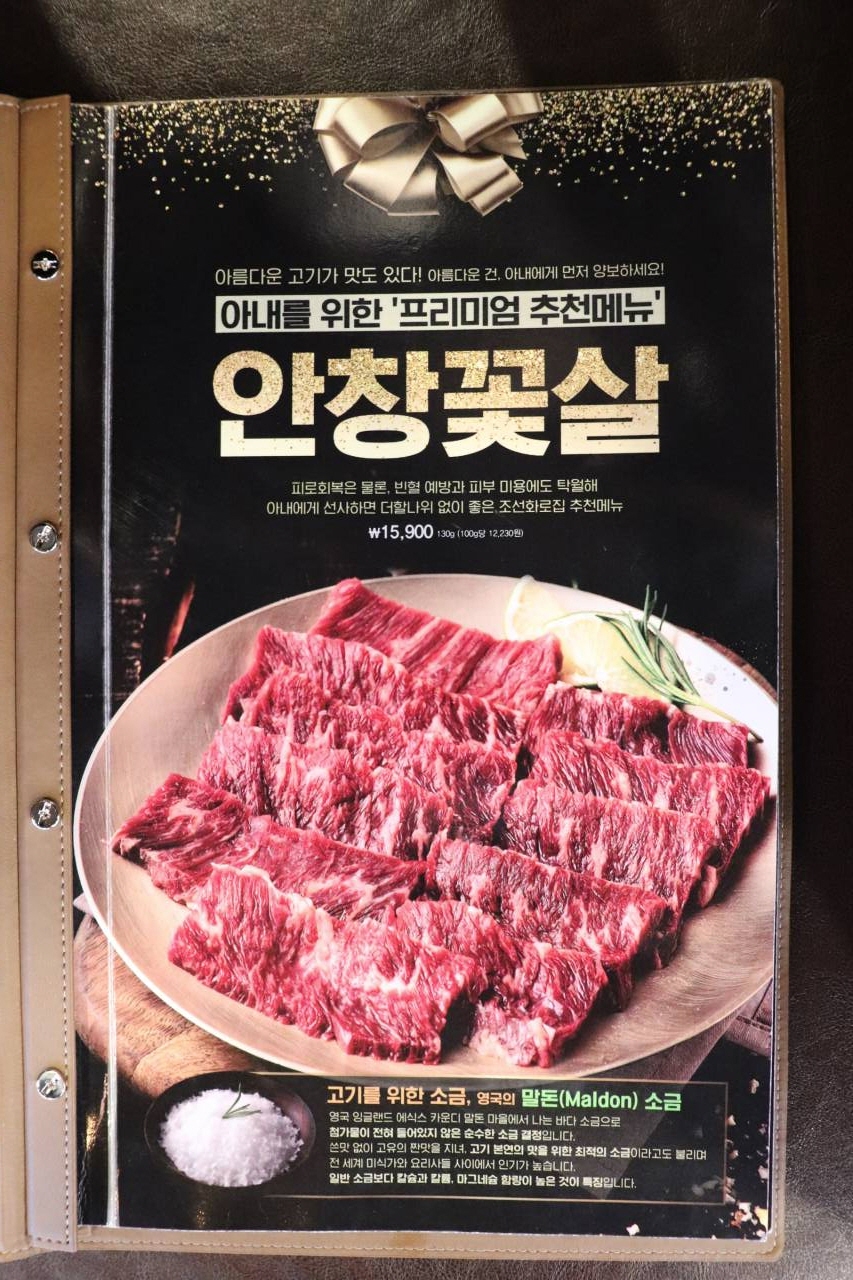 아름다운 고기가 맛도 있다! 아름다운 건, 아내에게 먼저 양보하세요!
아내를 위한 '프리미엄 추천메뉴'
안창꽃살
피로회복은 물론, 빈혈 예방과 피부 미용에도 탁월해
아내에게 선사하면 더할나위 없이 좋은 조선화로집 추천메뉴
₩15,900 130g (100g당 12,230원)
고기를 위한 소금, 영국의 말돈(Maldon) 소금
영국 잉글랜드 에식스 카운디 말돈 마을에서 나는 바다 소금으로
첨가물이 전혀 들어있지 않은 순수한 소금 결정입니다.
쓴맛 없이 고유의 짠맛을 지녀, 고기 본연의 맛을 위한 최적의 소금이라고도 불리며
전 세계 미식가와 요리사들 사이에서 인기가 높습니다.
일반 소금보다 칼슘과 칼륨, 마그네슘 함량이 높은 것이 특징입니다.